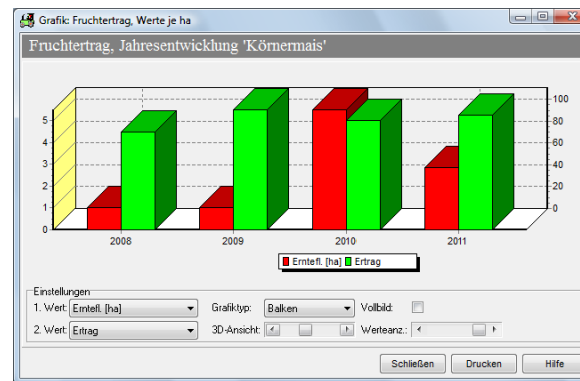 Grafik: Fruchtertrag, Werte je ha
Fruchtertrag, Jahresentwicklung 'Körnermais'
5
4
3
2
1
0
100
80
60
40
20
0
2008 2009 2010 2011
Erntefl. [ha] Ertrag
Einstellungen
1. Wert: Erntefl. [ha] Grafiktyp: Balken Vollbild:
2. Wert: Ertrag 3D-Ansicht: Werteanz.:
Schließen Drucken Hilfe